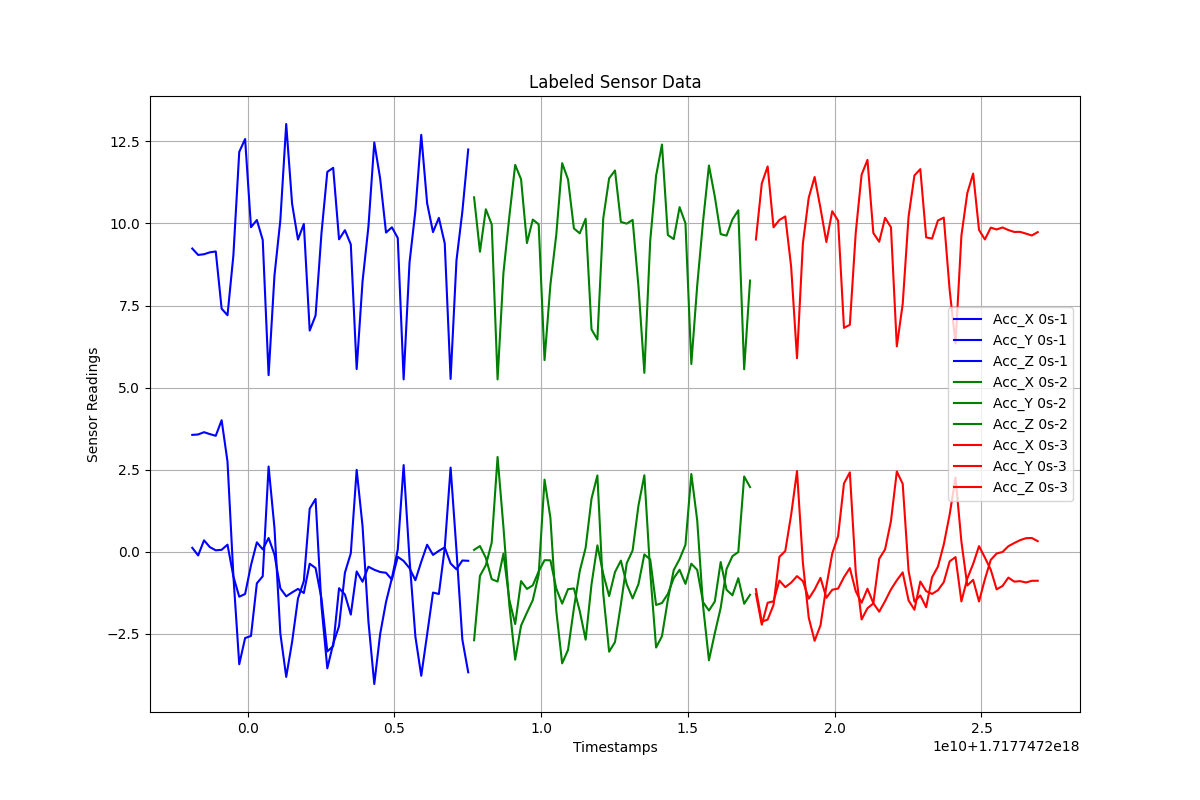 Labeled Sensor Data
Sensor Readings
12.5
10.0
7.5
5.0
2.5
0.0
−2.5
Acc_X 0s-1
Acc_Y 0s-1
Acc_Z 0s-1
Acc_X 0s-2
Acc_Y 0s-2
Acc_Z 0s-2
Acc_X 0s-3
Acc_Y 0s-3
Acc_Z 0s-3
0.0 0.5 1.0 1.5 2.0 2.5
Timestamps
1e10+1.7177472e18